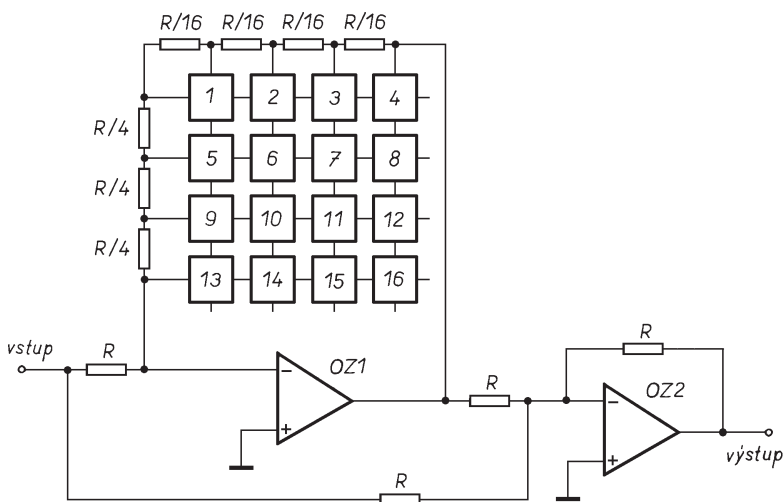 R/16 R/16 R/16 R/16
1 2 3 4
R/4
5 6 7 8
R/4
9 10 11 12
R/4
13 14 15 16
vstup
R
OZ1
−
+
R
R
OZ2
−
+
výstup
R